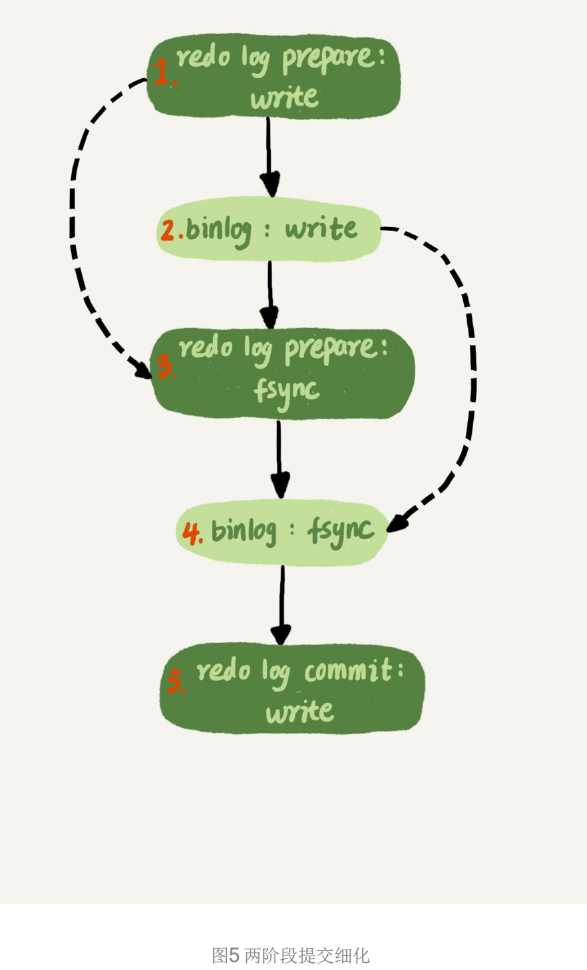 1. redo log prepare:
write
2. binlog : write
3. redo log prepare:
fsync
4. binlog : fsync
5. redo log commit:
write
图5 两阶段提交细化